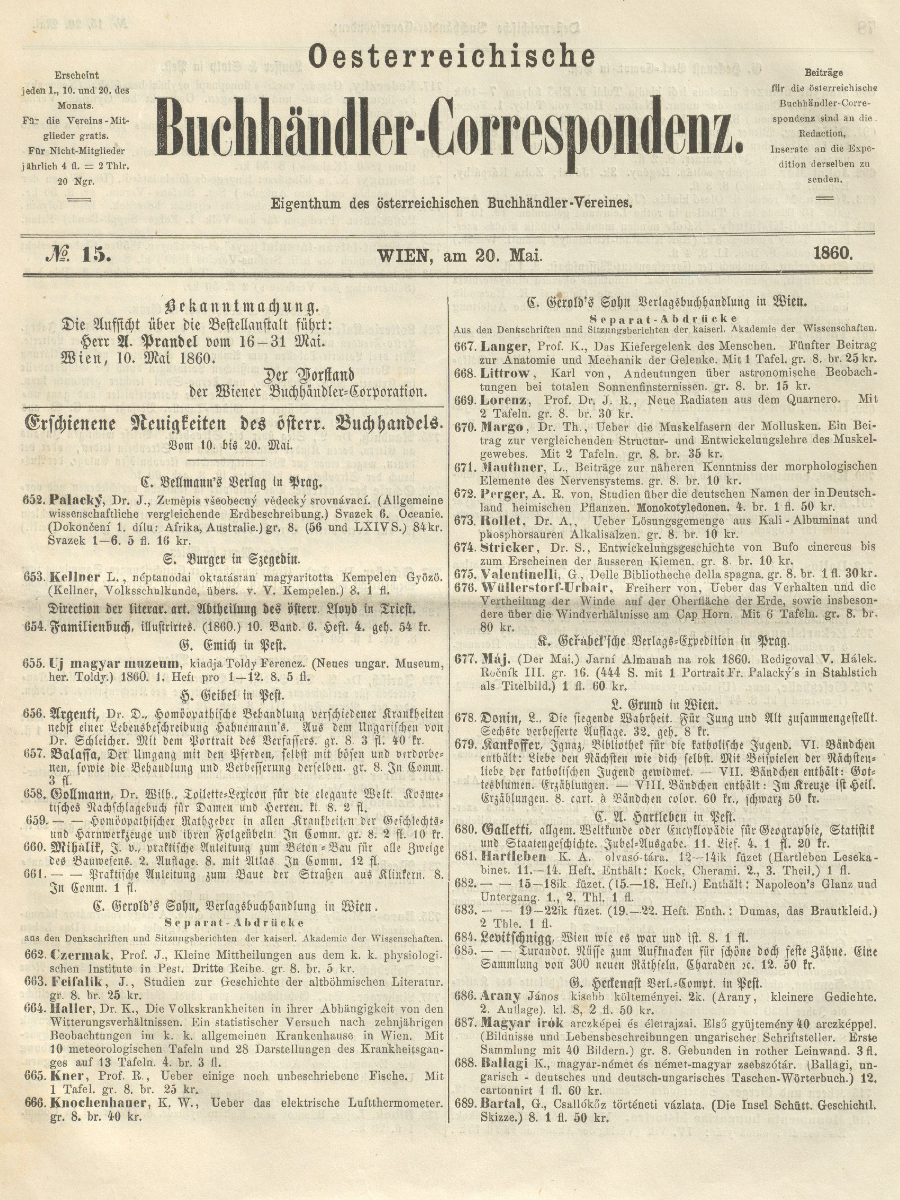 Oesterreichische
Buchhändler-Correspondenz.
Eigenthum des österreichischen Buchhändler-Vereines.
Erscheint
jeden 1., 10. und 20. des
Monats.
Für die Vereins-Mit-
glieder gratis.
Für Nicht-Mitglieder
jährlich 4 fl. = 2 Thlr.
20 Ngr.
Beiträge
für die österreichische
Buchhändler-Corre-
spondenz sind an die
Redaction,
Inserate an die Expe-
dition derselben zu
senden.
№. 15.
WIEN, am 20. Mai.
1860.
Bekanntmachung.
Die Aufsicht über die Bestellanstalt führt:
Herr A. Prandel vom 16–31 Mai.
Wien, 10. Mai 1860.
Der Vorstand
der Wiener Buchhändler-Corporation.
Erschienene Neuigkeiten des österr. Buchhandels.
Vom 10. bis 20. Mai.
C. Bellmann's Verlag in Prag.
652. Palacký, Dr. J., Zeměpis všeobecný vědecký srovnávací. (Allgemeine
wissenschaftliche vergleichende Erdbeschreibung.) Svazek 6. Oceanie.
(Dokončení 1. dílu: Afrika, Australie.) gr. 8. (56 und LXIV S.) 84 kr.
Svazek 1–6. 5 fl. 16 kr.
S. Burger in Szegedin.
653. Kellner L., néptanodai oktatástan magyaritotta Kempelen Győző.
(Kellner, Volksschulkunde, übers. v. V. Kempelen.) 8. 1 fl.
Direction der literar. art. Abtheilung des österr. Lloyd in Triest.
654. Familienbuch, illustrirtes. (1860.) 10. Band. 6. Heft. 4. geh. 54 kr.
G. Emich in Pest.
655. Uj magyar muzeum, kiadja Toldy Ferencz. (Neues ungar. Museum,
her. Toldy.) 1860. 1. Heft pro 1–12. 8. 5 fl.
H. Geibel in Pest.
656. Argenti, Dr. D., Homöopathische Behandlung verschiedener Krankheiten
nebst einer Lebensbeschreibung Hahnemann's. Aus dem Ungarischen von
Dr. Schleicher. Mit dem Portrait des Verfassers. gr. 8. 3 fl. 40 kr.
657. Balassa, Der Umgang mit den Pferden, selbst mit bösen und verdorbe-
nen, sowie die Behandlung und Verbesserung derselben. gr. 8. In Comm.
3 fl.
658. Gollmann, Dr. Wilh., Toilette-Lexicon für die elegante Welt. Kosme-
tisches Nachschlagebuch für Damen und Herren. kl. 8. 2 fl.
659. — — Homöopathischer Rathgeber in allen Krankheiten der Geschlechts-
und Harnwerkzeuge und ihren Folgeübeln. In Comm. gr. 8. 2 fl. 10 kr.
660. Mihálik, J. v., praktische Anleitung zum Béton-Bau für alle Zweige
des Bauwesens. 2. Auflage. 8. mit Atlas. In Comm. 12 fl.
661. — — Praktische Anleitung zum Baue der Straßen aus Klinkern. 8.
In Comm. 1 fl.
C. Gerold's Sohn, Verlagsbuchhandlung in Wien.
Separat-Abdrücke
aus den Denkschriften und Sitzungsberichten der kaiserl. Akademie der Wissenschaften.
662. Czermak, Prof. J., Kleine Mittheilungen aus dem k. k. physiologi-
schen Institute in Pest. Dritte Reihe. gr. 8. br. 5 kr.
663. Feifalik, J., Studien zur Geschichte der altböhmischen Literatur.
gr. 8. br. 25 kr.
664. Haller, Dr. K., Die Volkskrankheiten in ihrer Abhängigkeit von den
Witterungsverhältnissen. Ein statistischer Versuch nach zehnjährigen
Beobachtungen im k. k. allgemeinen Krankenhause in Wien. Mit
10 meteorologischen Tafeln und 28 Darstellungen des Krankheitsgan-
ges auf 13 Tafeln. 4. br. 3 fl.
665. Kner, Prof. R., Ueber einige noch unbeschriebene Fische. Mit
1 Tafel. gr. 8. br. 25 kr.
666. Knochenhauer, K. W., Ueber das elektrische Luftthermometer.
gr. 8. br. 40 kr.
C. Gerold's Sohn Verlagsbuchhandlung in Wien.
Separat-Abdrücke
Aus den Denkschriften und Sitzungsberichten der kaiserl. Akademie der Wissenschaften.
667. Langer, Prof. K., Das Kiefergelenk des Menschen. Fünfter Beitrag
zur Anatomie und Mechanik der Gelenke. Mit 1 Tafel. gr. 8. br. 25 kr.
668. Littrow, Karl von, Andeutungen über astronomische Beobach-
tungen bei totalen Sonnenfinsternissen. gr. 8. br. 15 kr.
669. Lorenz, Prof. Dr. J. R., Neue Radiaten aus dem Quarnero. Mit
2 Tafeln. gr. 8. br. 30 kr.
670. Margo, Dr. Th., Ueber die Muskelfasern der Mollusken. Ein Bei-
trag zur vergleichenden Structur- und Entwickelungslehre des Muskel-
gewebes. Mit 2 Tafeln. gr. 8. br. 35 kr.
671. Mauthner, L., Beiträge zur näheren Kenntniss der morphologischen
Elemente des Nervensystems. gr. 8. br. 10 kr.
672. Perger, A. R. von, Studien über die deutschen Namen der in Deutsch-
land heimischen Pflanzen. Monokotyledonen. 4. br. 1 fl. 50 kr.
673. Rollet, Dr. A., Ueber Lösungsgemenge aus Kali-Albuminat und
phosphorsauren Alkalisalzen. gr. 8. br. 10 kr.
674. Stricker, Dr. S., Entwickelungsgeschichte von Bufo cinereus bis
zum Erscheinen der äusseren Kiemen. gr. 8. br. 10 kr.
675. Valentinelli, G., Delle Bibliotheche della spagna. gr. 8. br. 1 fl. 30 kr.
676. Wüllerstorf-Urbair, Freiherr von, Ueber das Verhalten und die
Vertheilung der Winde auf der Oberfläche der Erde, sowie insbeson-
dere über die Windverhältnisse am Cap Horn. Mit 6 Tafeln. gr. 8. br.
80 kr.
K. Geřábel'sche Verlags-Expedition in Prag.
677. Máj. (Der Mai.) Jarní Almanah na rok 1860. Redigoval V. Hálek.
Ročník III. gr. 16. (444 S. mit 1 Portrait Fr. Palacký's in Stahlstich
als Titelbild.) 1 fl. 60 kr.
L. Grund in Wien.
678. Donin, L., Die siegende Wahrheit. Für Jung und Alt zusammengestellt.
Sechste verbesserte Auflage. 32. geh. 8 kr.
679. Kankoffer, Ignaz, Bibliothek für die katholische Jugend. VI. Bändchen
enthält: Liebe den Nächsten wie dich selbst. Mit Beispielen der Nächsten-
liebe der katholischen Jugend gewidmet. — VII. Bändchen enthält: Got-
tesblumen. Erzählungen. — VIII. Bändchen enthält: Im Kreuze ist Heil.
Erzählungen. 8. cart. à Bändchen color. 60 kr., schwarz 50 kr.
C. A. Hartleben in Pest.
680. Galletti, allgem. Weltkunde oder Encyklopädie für Geographie, Statistik
und Staatengeschichte. Jubel-Ausgabe. 11. Lief. 4. 1 fl. 20 kr.
681. Hartleben K. A. olvasó-tára. 12–14ik füzet (Hartleben Leseka-
binet. 11.–14. Heft. Enthält: Kock, Cherami. 2., 3. Theil.) 1 fl.
682. — — 15–18ik füzet. (15.—18. Heft.) Enthält: Napoleon's Glanz und
Untergang. 1., 2. Thl. 1 fl.
683. — — 19–22ik füzet. (19.—22. Heft. Enth.: Dumas, das Brautkleid.)
2 Thle. 1 fl.
684. Levitschnigg, Wien wie es war und ist. 8. 1 fl.
685. — — Turandot. Nüsse zum Aufknacken für schöne doch feste Zähne. Eine
Sammlung von 300 neuen Räthseln, Charaden ꝛc. 12. 50 kr.
G. Heckenast Verl.-Compt. in Pest.
686. Arany János kisebb költeményei. 2k. (Arany, kleinere Gedichte.
2. Auflage). kl. 8, 2 fl. 50 kr.
687. Magyar irók arczképei és életrajzai. Első gyüjtemény 40 arczképpel.
(Bildnisse und Lebensbeschreibungen ungarischer Schriftsteller. Erste
Sammlung mit 40 Bildern.) gr. 8. Gebunden in rother Leinwand. 3 fl.
688. Ballagi K., magyar-német és német-magyar zsebszótár. (Ballagi, un-
garisch-deutsches und deutsch-ungarisches Taschen-Wörterbuch.) 12.
cartonnirt 1 fl. 60 kr.
689. Bartal, G., Csallóköz történeti vázlata. (Die Insel Schütt. Geschichtl.
Skizze.) 8. 1 fl. 50 kr.